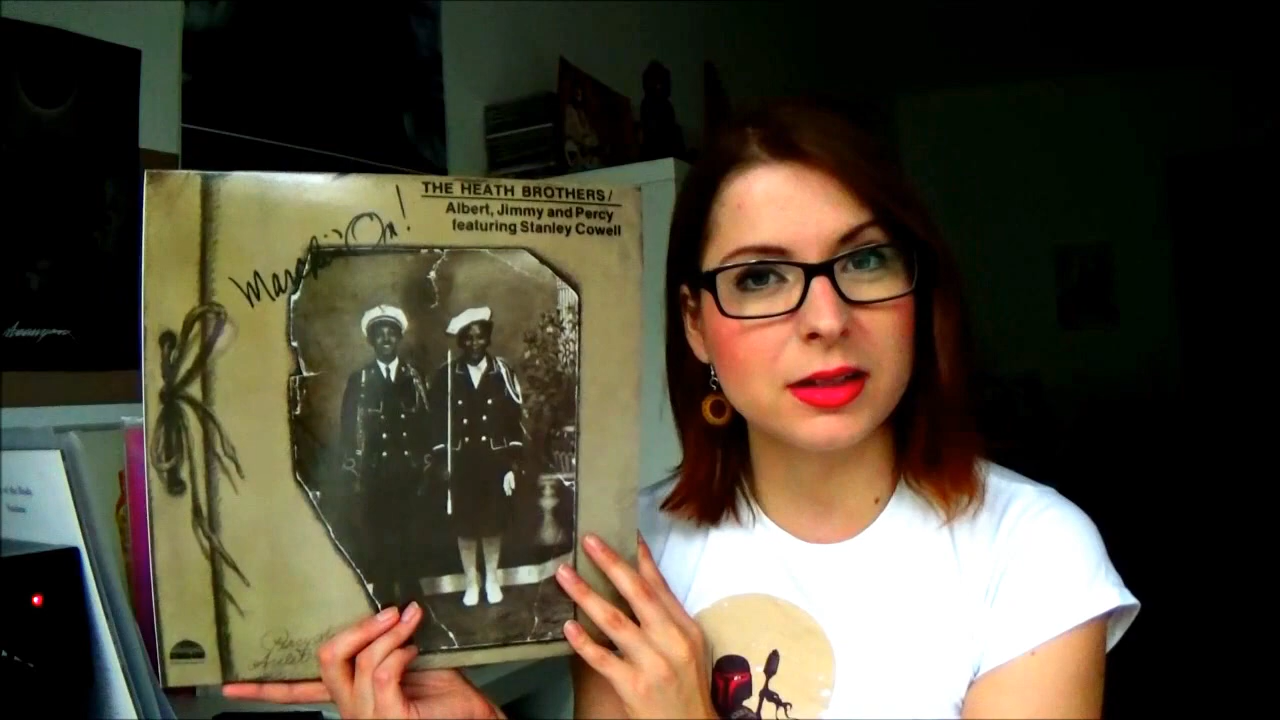 THE HEATH BROTHERS/
Albert, Jimmy and Percy
featuring Stanley Cowell
Marchin' On!